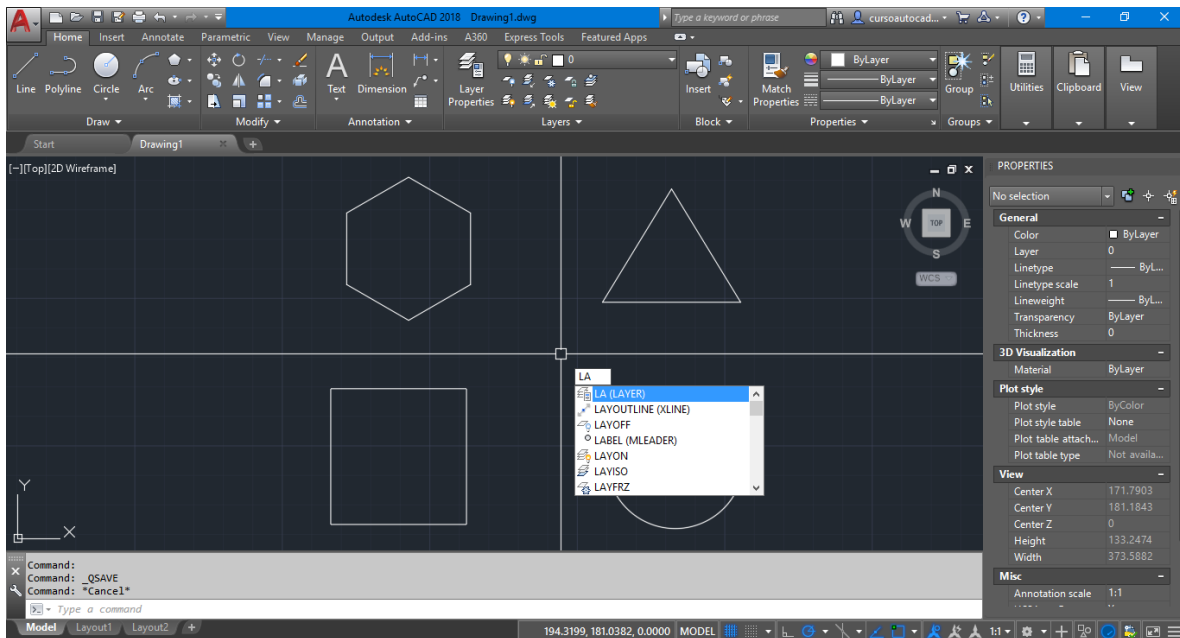 Autodesk AutoCAD 2018 Drawing1.dwg
Type a keyword or phrase
cursoautocad...
Home Insert Annotate Parametric View Manage Output Add-ins A360 Express Tools Featured Apps
Line Polyline Circle Arc
Text Dimension
Layer Properties
0
Insert
Match Properties
ByLayer
ByLayer
ByLayer
Group
Utilities
Clipboard
View
Draw Modify Annotation Layers Block Properties Groups
Start Drawing1
[−][Top][2D Wireframe]
N
W TOP E
S
WCS
LA
LA (LAYER)
LAYOUTLINE (XLINE)
LAYOFF
LABEL (MLEADER)
LAYON
LAYISO
LAYFRZ
Y
X
PROPERTIES
No selection
General
Color ByLayer
Layer 0
Linetype ByL...
Linetype scale 1
Lineweight ByL...
Transparency ByLayer
Thickness 0
3D Visualization
Material ByLayer
Plot style
Plot style ByColor
Plot style table None
Plot table attach... Model
Plot table type Not availa...
View
Center X 171.7903
Center Y 181.1843
Center Z 0
Height 133.2474
Width 373.5882
Misc
Annotation scale 1:1
Command:
Command: _QSAVE
Command: *Cancel*
Type a command
Model Layout1 Layout2 +
194.3199, 181.0382, 0.0000 MODEL
1:1